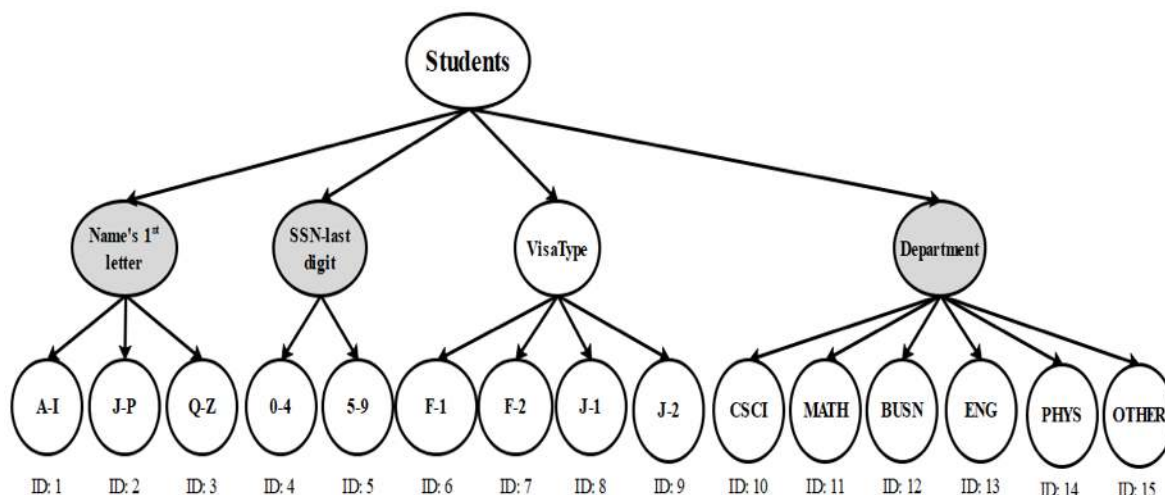 Students
Name's 1st
letter
SSN-last
digit
VisaType
Department
A-I
J-P
Q-Z
0-4
5-9
F-1
F-2
J-1
J-2
CSCI
MATH
BUSN
ENG
PHYS
OTHER
ID: 1
ID: 2
ID: 3
ID: 4
ID: 5
ID: 6
ID: 7
ID: 8
ID: 9
ID: 10
ID: 11
ID: 12
ID: 13
ID: 14
ID: 15